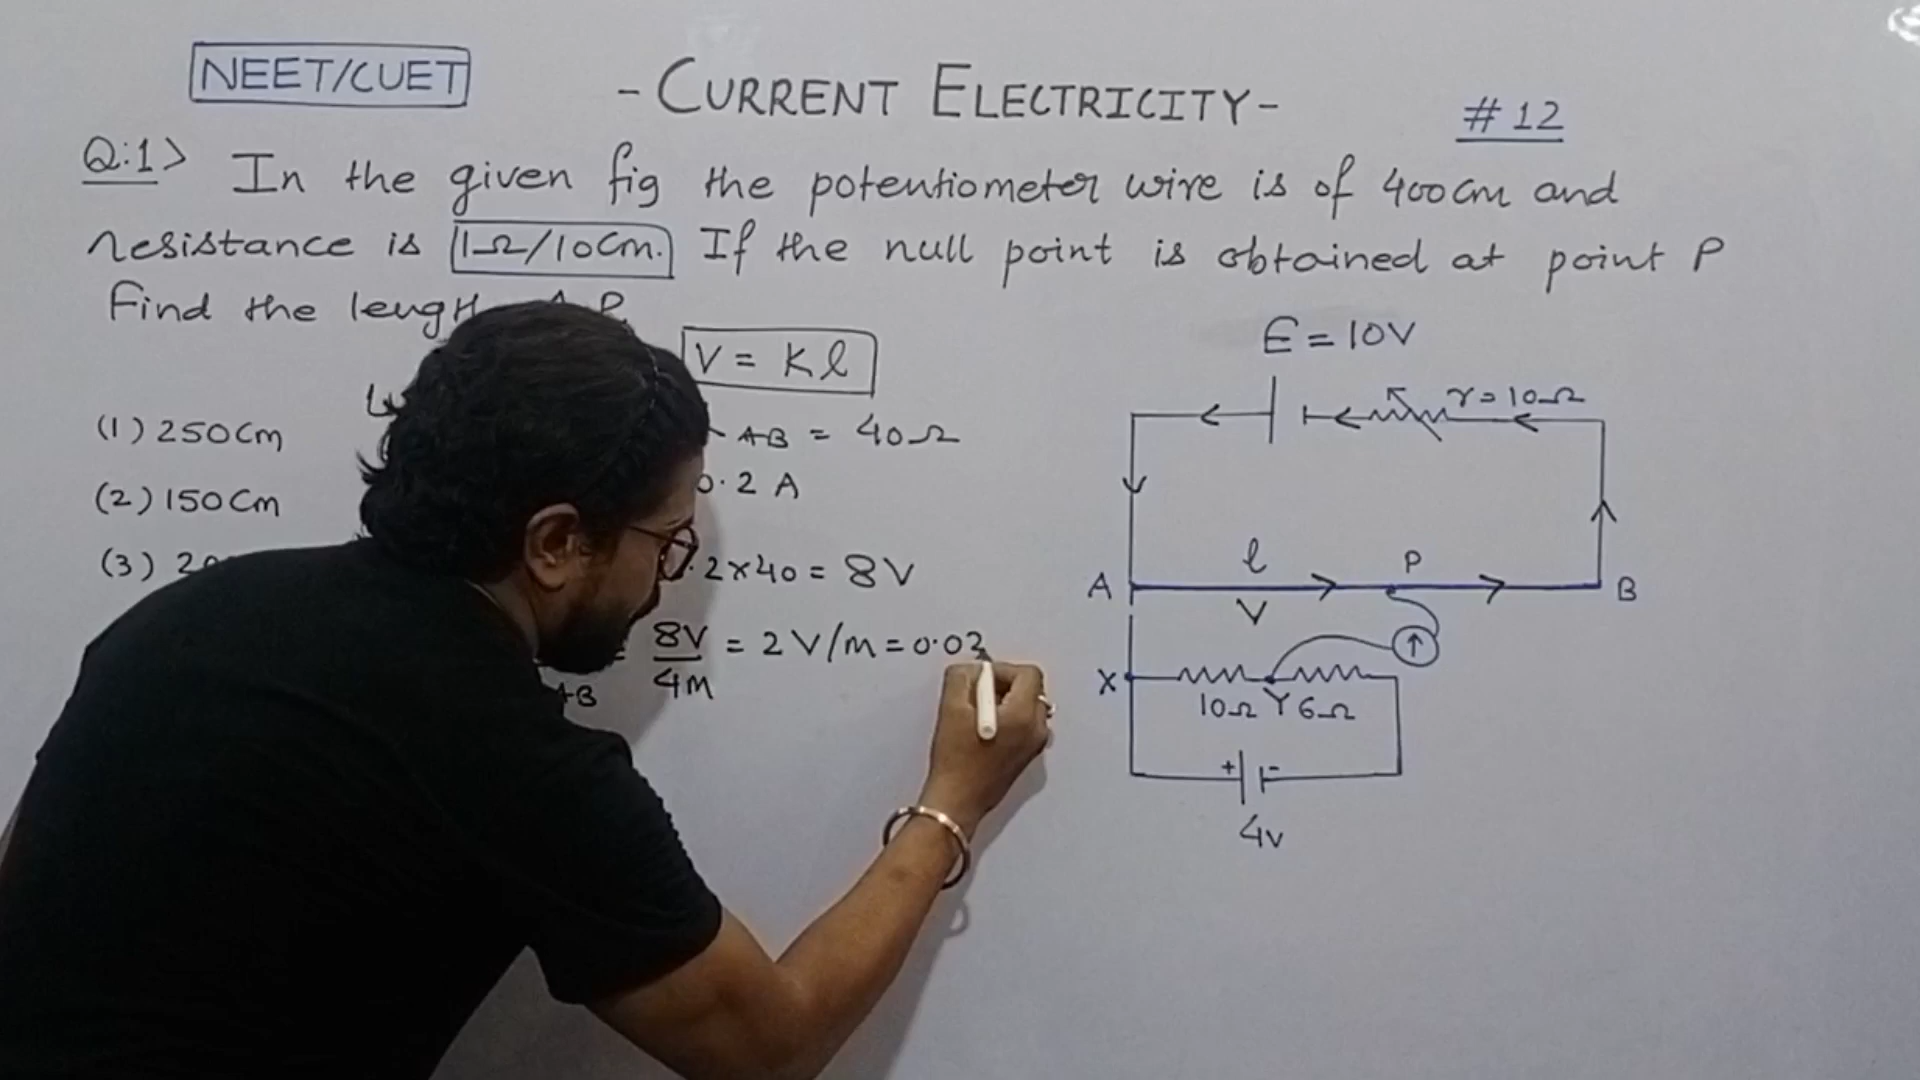 NEET/CUET
- CURRENT ELECTRICITY -
# 12
Q:1> In the given fig the potentiometer wire is of 400cm and
resistance is 1Ω/10Cm. If the null point is obtained at point P
Find the
V = Kl
(1) 250Cm
(2) 150Cm
(3)
AB = 40Ω
0.2 A
2×40 = 8V
AB = 8V/4M = 2 V/m = 0.02
E = 10V
r = 10Ω
l
P
A
B
V
X
10Ω Y 6Ω
+ -
4v